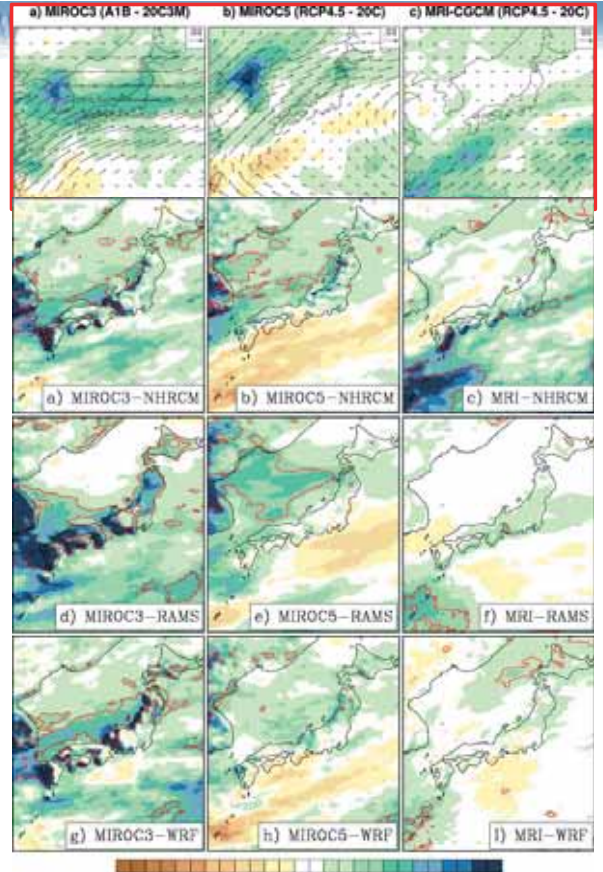 a) MIROC3 (A1B - 20C3M)
b) MIROC5 (RCP4.5 - 20C)
c) MRI-CGCM (RCP4.5 - 20C)
a) MIROC3-NHRCM
b) MIROC5-NHRCM
c) MRI-NHRCM
d) MIROC3-RAMS
e) MIROC5-RAMS
f) MRI-RAMS
g) MIROC3-WRF
h) MIROC5-WRF
i) MRI-WRF